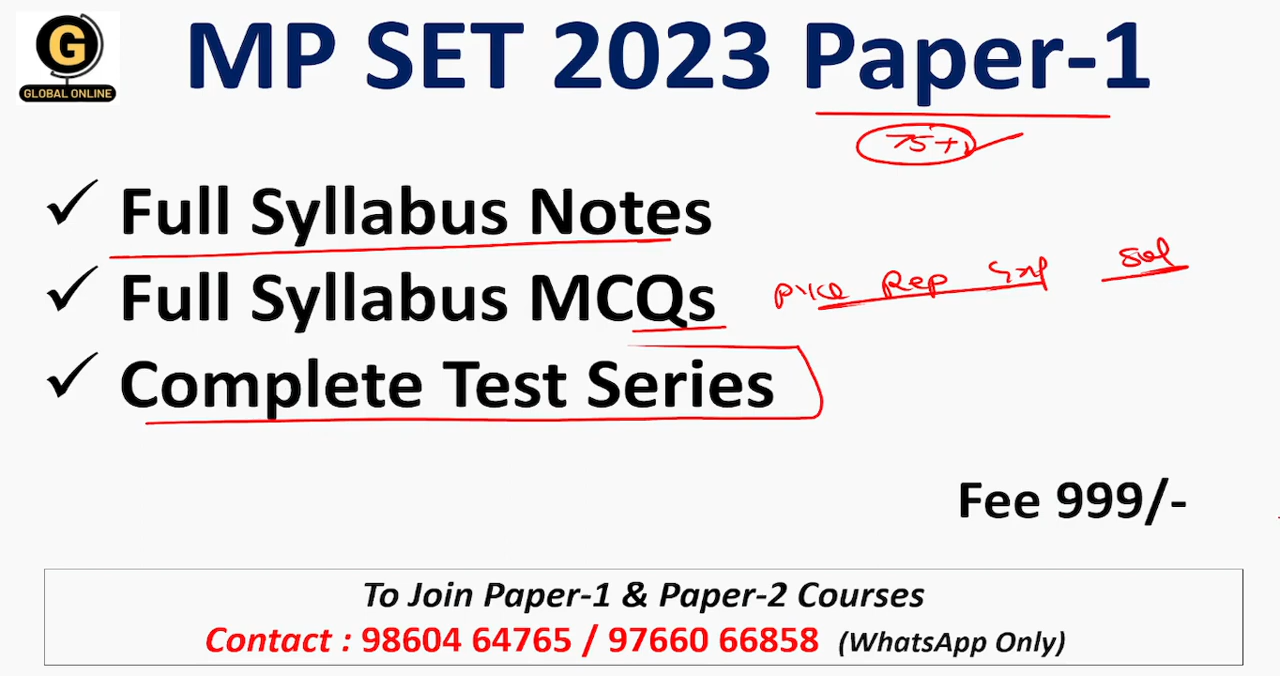 G
GLOBAL ONLINE
MP SET 2023 Paper-1
75+
✓ Full Syllabus Notes
✓ Full Syllabus MCQs
Rep
✓ Complete Test Series
Fee 999/-
To Join Paper-1 & Paper-2 Courses
Contact : 98604 64765 / 97660 66858 (WhatsApp Only)